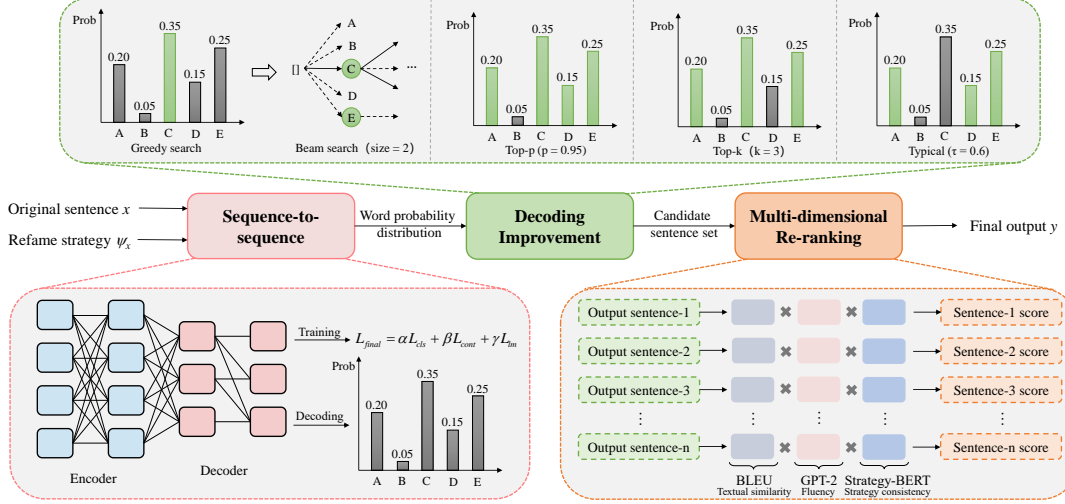 Prob
0.20
0.05
0.35
0.15
0.25
A B C D E
Greedy search
[]
A
B
C
D
E
...
Beam search (size = 2)
Prob
0.20
0.05
0.35
0.15
0.25
A B C D E
Top-p (p = 0.95)
Prob
0.20
0.05
0.35
0.15
0.25
A B C D E
Top-k (k = 3)
Prob
0.20
0.05
0.35
0.15
0.25
A B C D E
Typical (τ = 0.6)
Original sentence x
Refame strategy ψₓ
Sequence-to-
sequence
Word probability
distribution
Decoding
Improvement
Candidate
sentence set
Multi-dimensional
Re-ranking
Final output y
Encoder
Decoder
Training
L_final = αL_cls + βL_cont + γL_lm
Decoding
Prob
0.20
0.05
0.35
0.15
0.25
A B C D E
Output sentence-1
Sentence-1 score
Output sentence-2
Sentence-2 score
Output sentence-3
Sentence-3 score
Output sentence-n
Sentence-n score
BLEU
Textual similarity
GPT-2
Fluency
Strategy-BERT
Strategy consistency